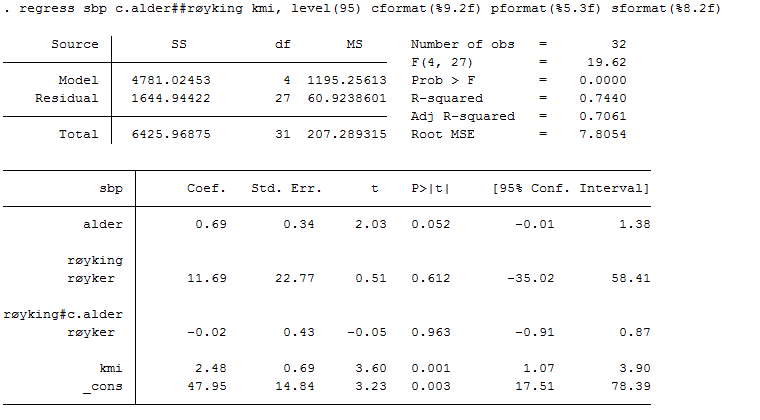 . regress sbp c.alder##røyking kmi, level(95) cformat(%9.2f) pformat(%5.3f) sformat(%8.2f)
Source SS df MS Number of obs = 32
F(4, 27) = 19.62
Model 4781.02453 4 1195.25613 Prob > F = 0.0000
Residual 1644.94422 27 60.9238601 R-squared = 0.7440
Adj R-squared = 0.7061
Total 6425.96875 31 207.289315 Root MSE = 7.8054
sbp Coef. Std. Err. t P>|t| [95% Conf. Interval]
alder 0.69 0.34 2.03 0.052 -0.01 1.38
røyking
røyker 11.69 22.77 0.51 0.612 -35.02 58.41
røyking#c.alder
røyker -0.02 0.43 -0.05 0.963 -0.91 0.87
kmi 2.48 0.69 3.60 0.001 1.07 3.90
_cons 47.95 14.84 3.23 0.003 17.51 78.39